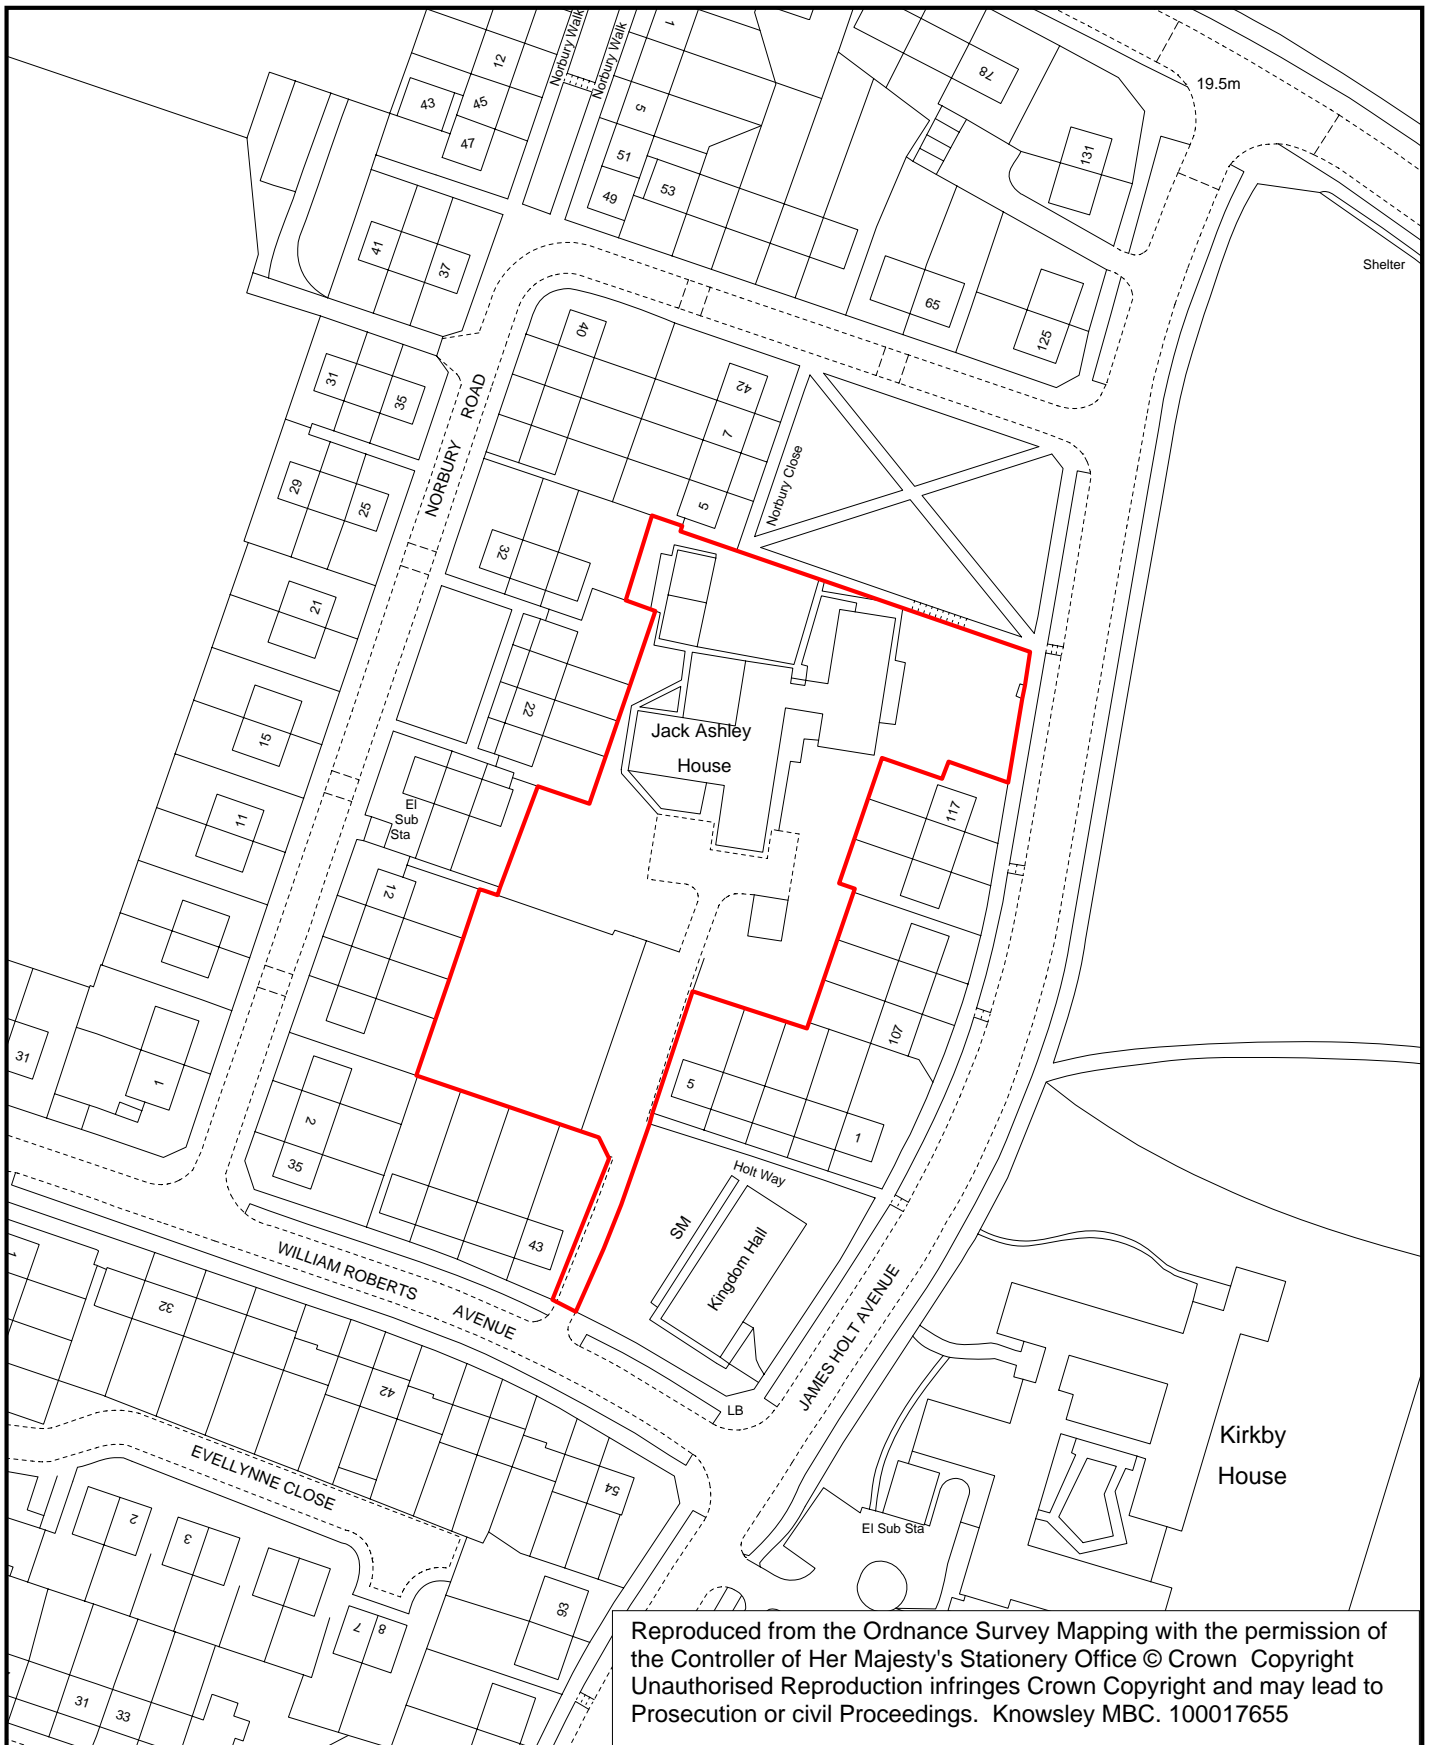 Norbury Walk
Norbury Walk
1
12
43
45
47
5
51
49
53
78
19.5m
131
Shelter
41
37
65
125
40
42
7
5
31
35
NORBURY ROAD
Norbury Close
29
25
32
21
22
15
Jack Ashley
House
117
El
Sub
Sta
11
12
107
31
1
5
1
2
35
Holt Way
43
SM
Kingdom Hall
WILLIAM ROBERTS AVENUE
JAMES HOLT AVENUE
1
32
42
LB
Kirkby
House
EVELLYNNE CLOSE
54
El Sub Sta
2
3
7
8
93
31
33
Reproduced from the Ordnance Survey Mapping with the permission of
the Controller of Her Majesty's Stationery Office © Crown Copyright
Unauthorised Reproduction infringes Crown Copyright and may lead to
Prosecution or civil Proceedings. Knowsley MBC. 100017655